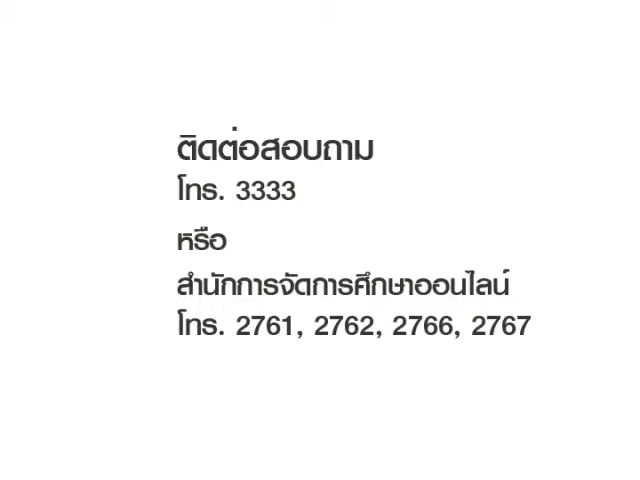 ติดต่อสอบถาม
โทร. 3333
หรือ
สำนักการจัดการศึกษาออนไลน์
โทร. 2761, 2762, 2766, 2767